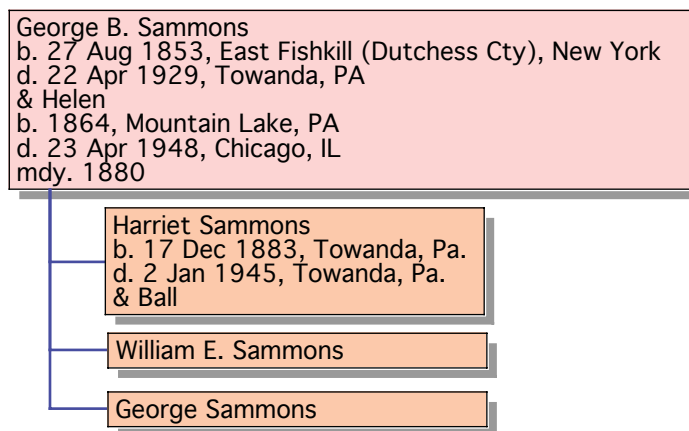 George B. Sammons
b. 27 Aug 1853, East Fishkill (Dutchess Cty), New York
d. 22 Apr 1929, Towanda, PA
& Helen
b. 1864, Mountain Lake, PA
d. 23 Apr 1948, Chicago, IL
mdy. 1880
Harriet Sammons
b. 17 Dec 1883, Towanda, Pa.
d. 2 Jan 1945, Towanda, Pa.
& Ball
William E. Sammons
George Sammons